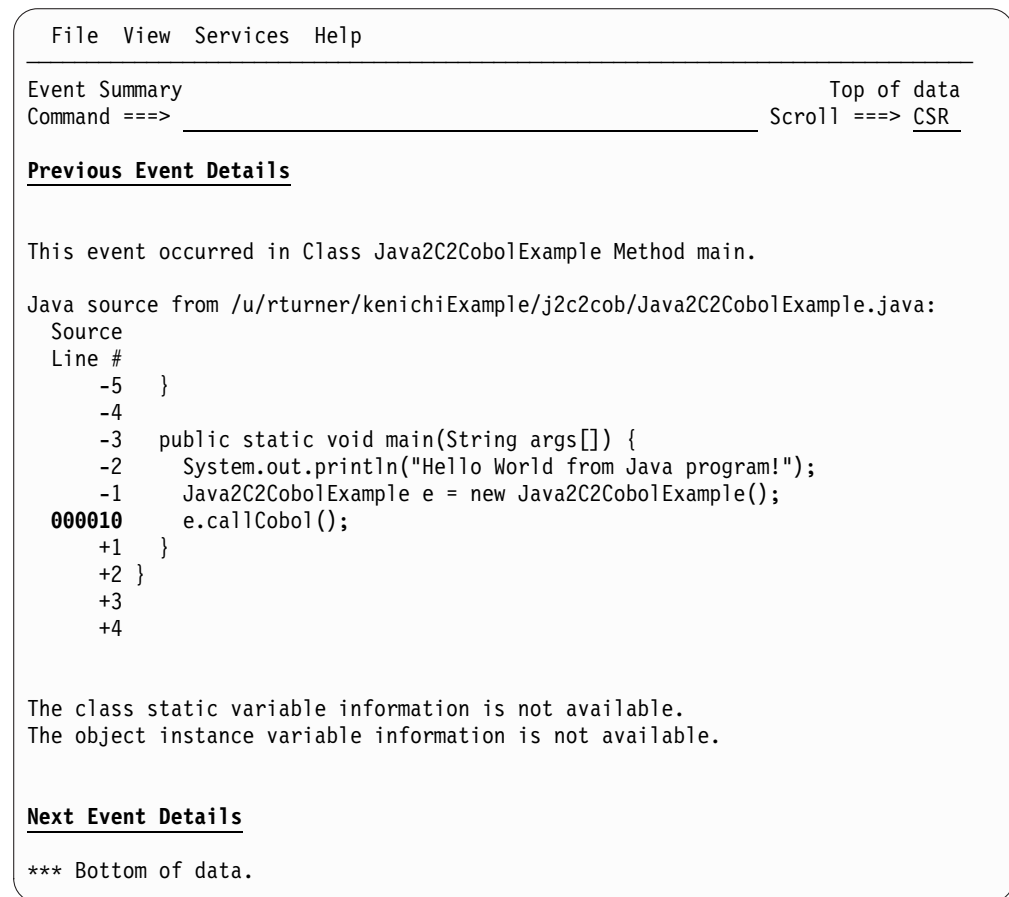 File View Services Help
Event Summary Top of data
Command ===> Scroll ===> CSR
Previous Event Details
This event occurred in Class Java2C2CobolExample Method main.
Java source from /u/rturner/kenichiExample/j2c2cob/Java2C2CobolExample.java:
Source
Line #
-5 }
-4
-3 public static void main(String args[]) {
-2 System.out.println("Hello World from Java program!");
-1 Java2C2CobolExample e = new Java2C2CobolExample();
000010 e.callCobol();
+1 }
+2 }
+3
+4
The class static variable information is not available.
The object instance variable information is not available.
Next Event Details
*** Bottom of data.